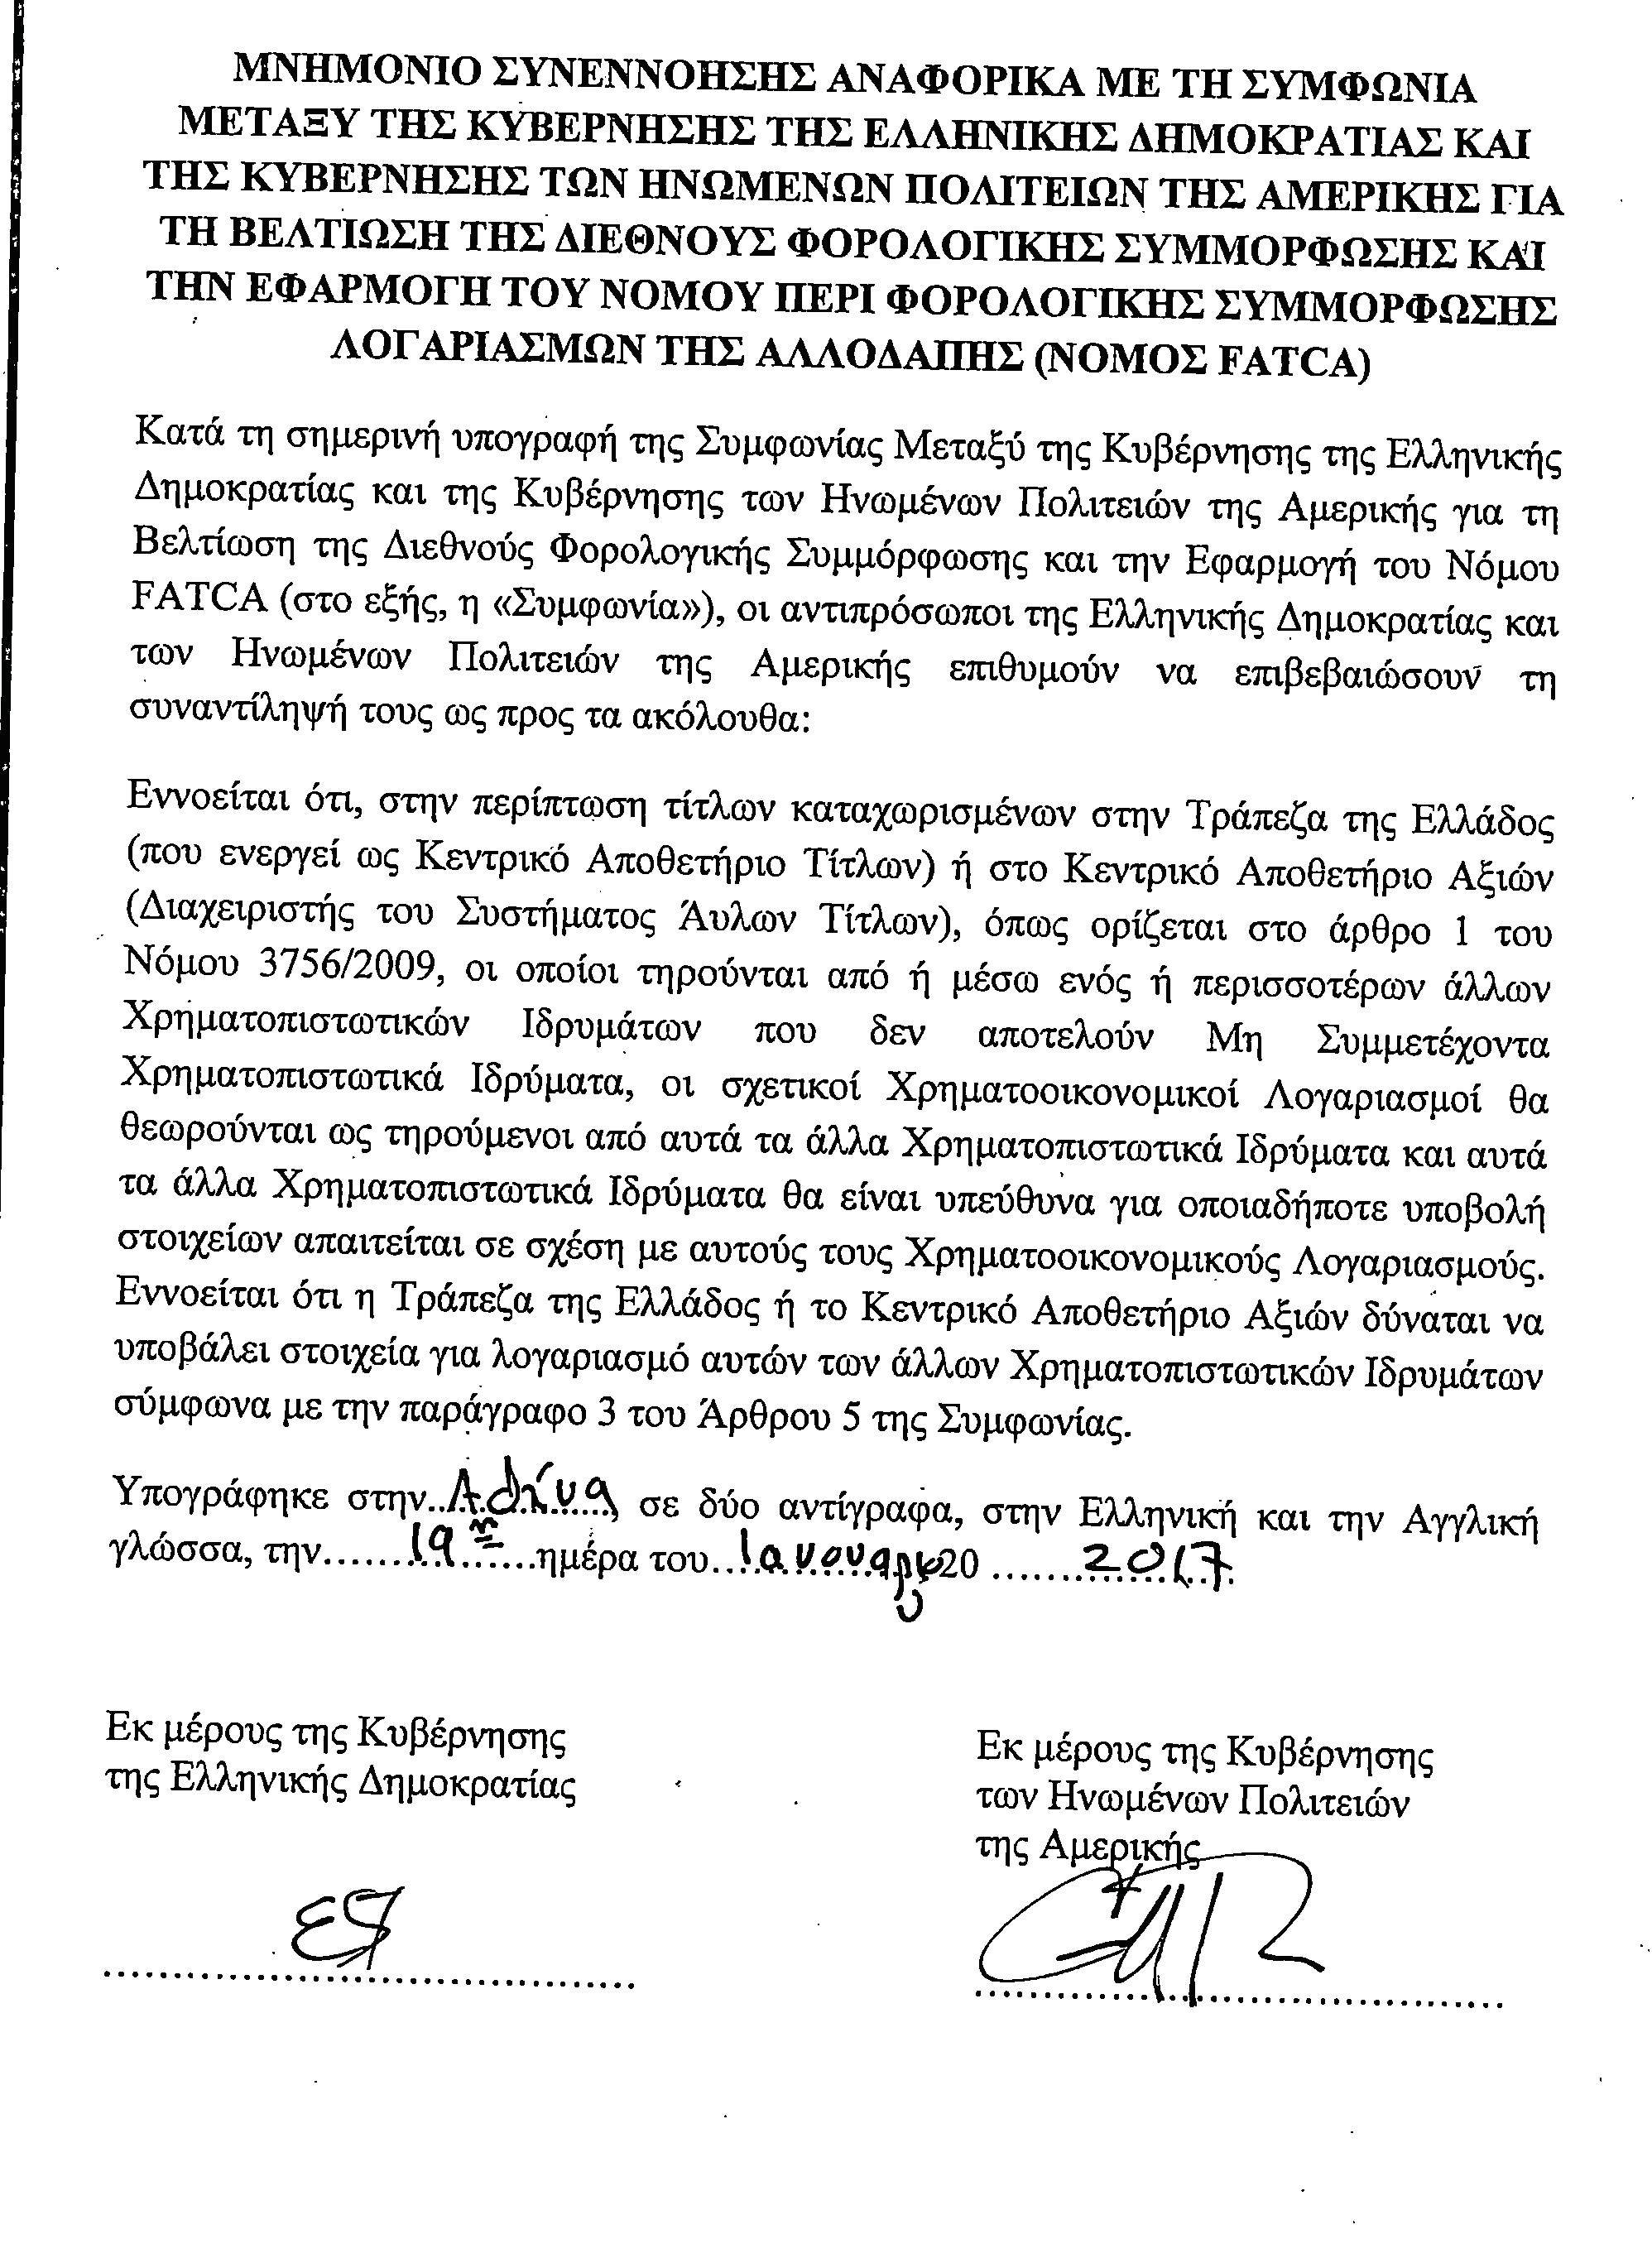 ΜΝΗΜΟΝΙΟ ΣΥΝΕΝΝΟΗΣΗΣ ΑΝΑΦΟΡΙΚΑ ΜΕ ΤΗ ΣΥΜΦΩΝΙΑ
ΜΕΤΑΞΥ ΤΗΣ ΚΥΒΕΡΝΗΣΗΣ ΤΗΣ ΕΛΛΗΝΙΚΗΣ ΔΗΜΟΚΡΑΤΙΑΣ ΚΑΙ
ΤΗΣ ΚΥΒΕΡΝΗΣΗΣ ΤΩΝ ΗΝΩΜΕΝΩΝ ΠΟΛΙΤΕΙΩΝ ΤΗΣ ΑΜΕΡΙΚΗΣ ΓΙΑ
ΤΗ ΒΕΛΤΙΩΣΗ ΤΗΣ ΔΙΕΘΝΟΥΣ ΦΟΡΟΛΟΓΙΚΗΣ ΣΥΜΜΟΡΦΩΣΗΣ ΚΑΙ
ΤΗΝ ΕΦΑΡΜΟΓΗ ΤΟΥ ΝΟΜΟΥ ΠΕΡΙ ΦΟΡΟΛΟΓΙΚΗΣ ΣΥΜΜΟΡΦΩΣΗΣ
ΛΟΓΑΡΙΑΣΜΩΝ ΤΗΣ ΑΛΛΟΔΑΠΗΣ (ΝΟΜΟΣ FATCA)
Κατά τη σημερινή υπογραφή της Συμφωνίας Μεταξύ της Κυβέρνησης της Ελληνικής
Δημοκρατίας και της Κυβέρνησης των Ηνωμένων Πολιτειών της Αμερικής για τη
Βελτίωση της Διεθνούς Φορολογικής Συμμόρφωσης και την Εφαρμογή του Νόμου
FATCA (στο εξής, η «Συμφωνία»), οι αντιπρόσωποι της Ελληνικής Δημοκρατίας και
των Ηνωμένων Πολιτειών της Αμερικής επιθυμούν να επιβεβαιώσουν τη
συναντίληψή τους ως προς τα ακόλουθα:
Εννοείται ότι, στην περίπτωση τίτλων καταχωρισμένων στην Τράπεζα της Ελλάδος
(που ενεργεί ως Κεντρικό Αποθετήριο Τίτλων) ή στο Κεντρικό Αποθετήριο Αξιών
(Διαχειριστής του Συστήματος Άυλων Τίτλων), όπως ορίζεται στο άρθρο 1 του
Νόμου 3756/2009, οι οποίοι τηρούνται από ή μέσω ενός ή περισσοτέρων άλλων
Χρηματοπιστωτικών Ιδρυμάτων που δεν αποτελούν Μη Συμμετέχοντα
Χρηματοπιστωτικά Ιδρύματα, οι σχετικοί Χρηματοοικονομικοί Λογαριασμοί θα
θεωρούνται ως τηρούμενοι από αυτά τα άλλα Χρηματοπιστωτικά Ιδρύματα και αυτά
τα άλλα Χρηματοπιστωτικά Ιδρύματα θα είναι υπεύθυνα για οποιαδήποτε υποβολή
στοιχείων απαιτείται σε σχέση με αυτούς τους Χρηματοοικονομικούς Λογαριασμούς.
Εννοείται ότι η Τράπεζα της Ελλάδος ή το Κεντρικό Αποθετήριο Αξιών δύναται να
υποβάλει στοιχεία για λογαριασμό αυτών των άλλων Χρηματοπιστωτικών Ιδρυμάτων
σύμφωνα με την παράγραφο 3 του Άρθρου 5 της Συμφωνίας.
Υπογράφηκε στην..Αθήνα σε δύο αντίγραφα, στην Ελληνική και την Αγγλική
γλώσσα, την.......19η.......ημέρα του...Ιανουαρίου20 .......2017.
Εκ μέρους της Κυβέρνησης
της Ελληνικής Δημοκρατίας
Εκ μέρους της Κυβέρνησης
των Ηνωμένων Πολιτειών
της Αμερικής